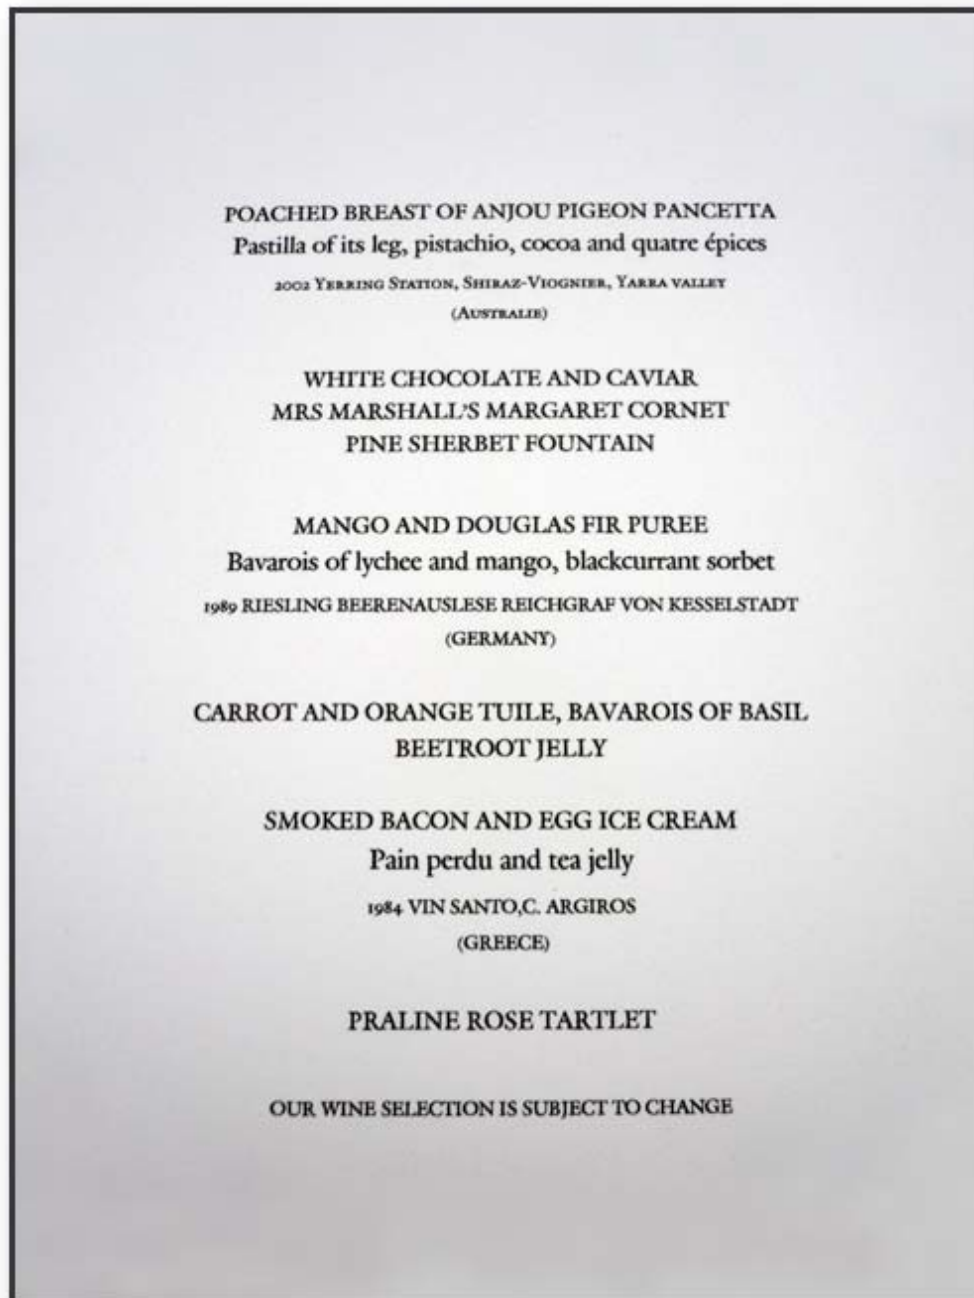 POACHED BREAST OF ANJOU PIGEON PANCETTA
Pastilla of its leg, pistachio, cocoa and quatre épices
2002 YERRING STATION, SHIRAZ-VIOGNIER, YARRA VALLEY
(AUSTRALIE)
WHITE CHOCOLATE AND CAVIAR
MRS MARSHALL'S MARGARET CORNET
PINE SHERBET FOUNTAIN
MANGO AND DOUGLAS FIR PUREE
Bavarois of lychee and mango, blackcurrant sorbet
1989 RIESLING BEERENAUSLESE REICHGRAF VON KESSELSTADT
(GERMANY)
CARROT AND ORANGE TUILE, BAVAROIS OF BASIL
BEETROOT JELLY
SMOKED BACON AND EGG ICE CREAM
Pain perdu and tea jelly
1984 VIN SANTO,C. ARGIROS
(GREECE)
PRALINE ROSE TARTLET
OUR WINE SELECTION IS SUBJECT TO CHANGE